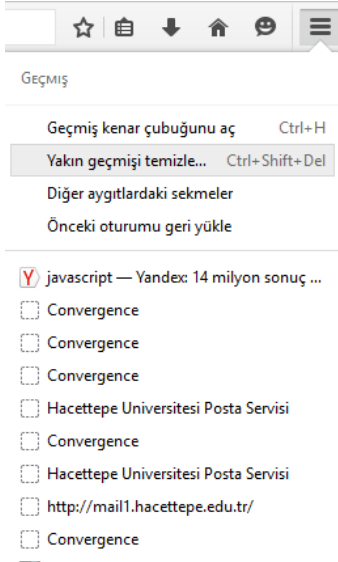 Geçmiş
Geçmiş kenar çubuğunu aç Ctrl+H
Yakın geçmişi temizle... Ctrl+Shift+Del
Diğer aygıtlardaki sekmeler
Önceki oturumu geri yükle
Y javascript — Yandex: 14 milyon sonuç ...
Convergence
Convergence
Convergence
Hacettepe Universitesi Posta Servisi
Convergence
Hacettepe Universitesi Posta Servisi
http://mail1.hacettepe.edu.tr/
Convergence